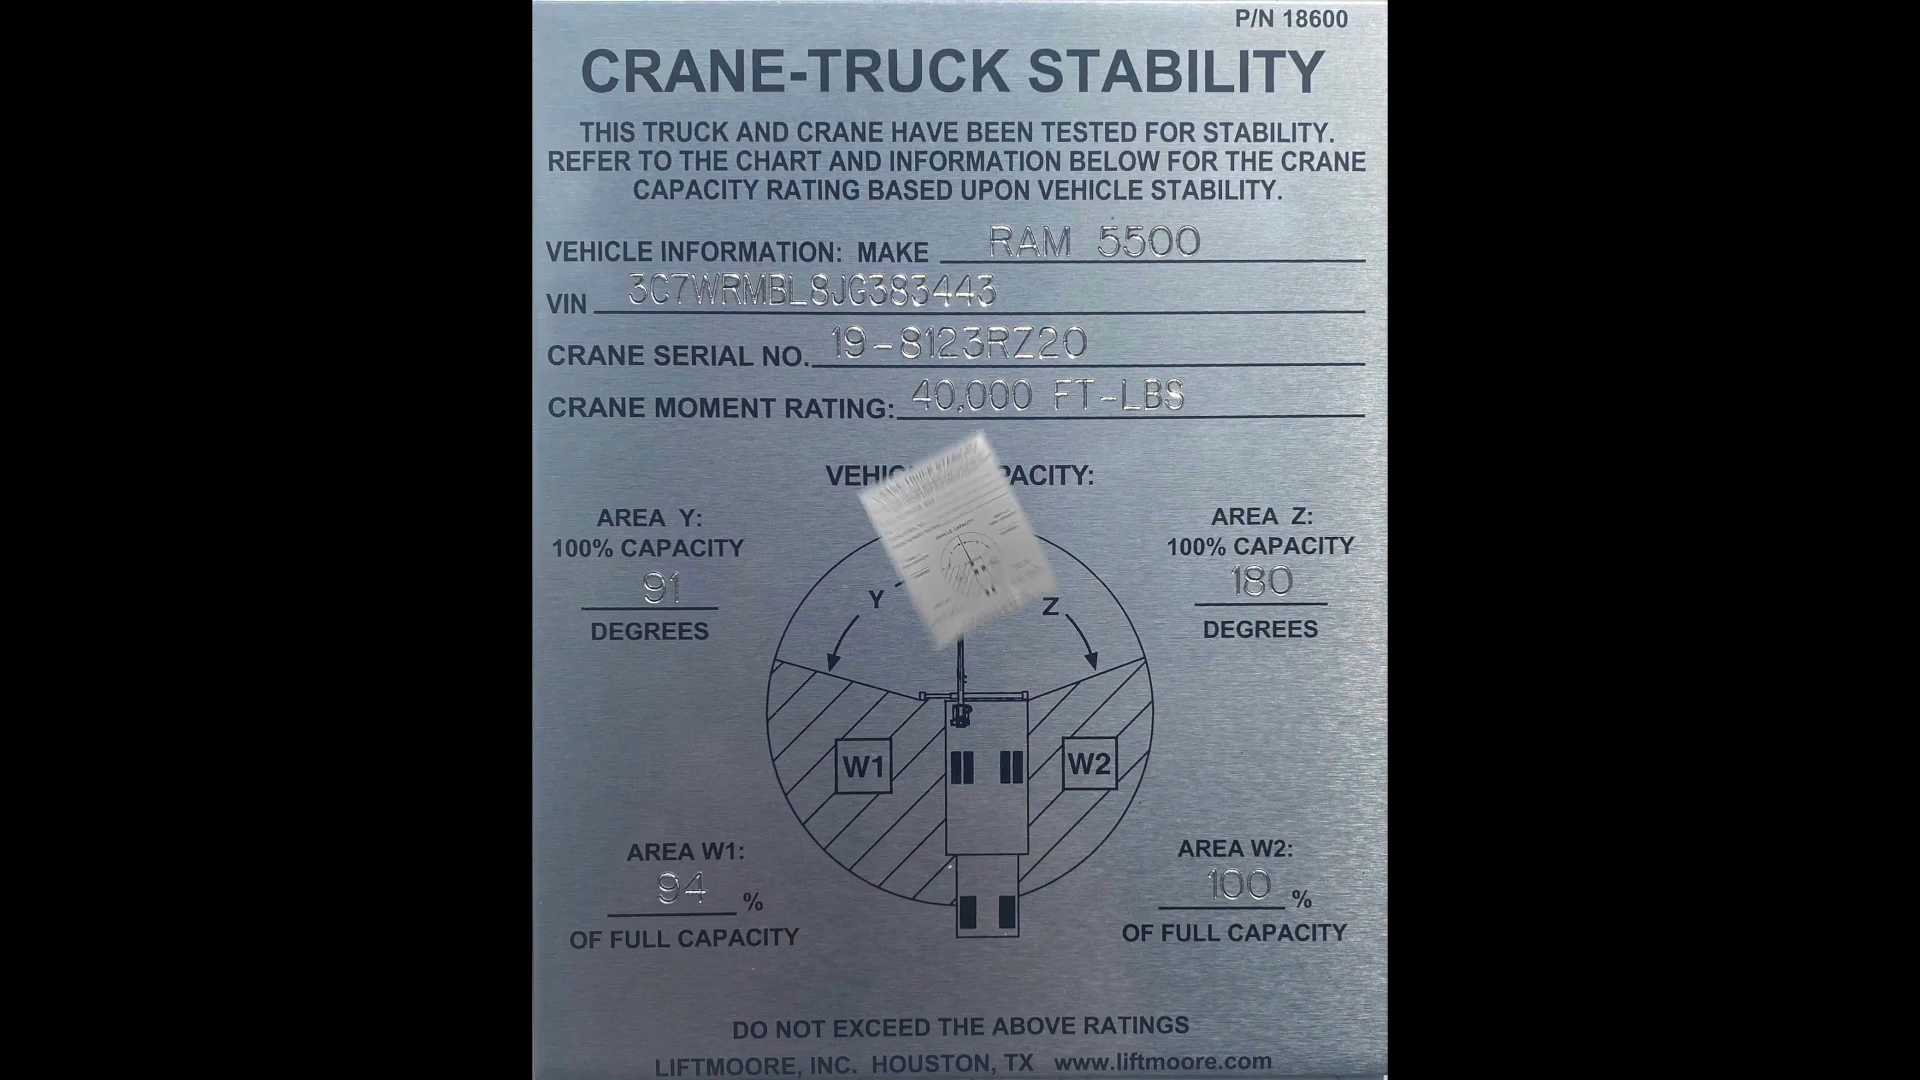 P/N 18600
CRANE-TRUCK STABILITY
THIS TRUCK AND CRANE HAVE BEEN TESTED FOR STABILITY.
REFER TO THE CHART AND INFORMATION BELOW FOR THE CRANE
CAPACITY RATING BASED UPON VEHICLE STABILITY.
VEHICLE INFORMATION: MAKE RAM 5500
VIN 3C7WRMBL8JG383443
CRANE SERIAL NO. 19-8123RZ20
CRANE MOMENT RATING: 40,000 FT-LBS
VEHICLE CAPACITY
AREA Y:
100% CAPACITY
91
DEGREES
AREA Z:
100% CAPACITY
180
DEGREES
Y
Z
W1
W2
AREA W1:
94 %
OF FULL CAPACITY
AREA W2:
100 %
OF FULL CAPACITY
DO NOT EXCEED THE ABOVE RATINGS
LIFTMOORE, INC. HOUSTON, TX www.liftmoore.com